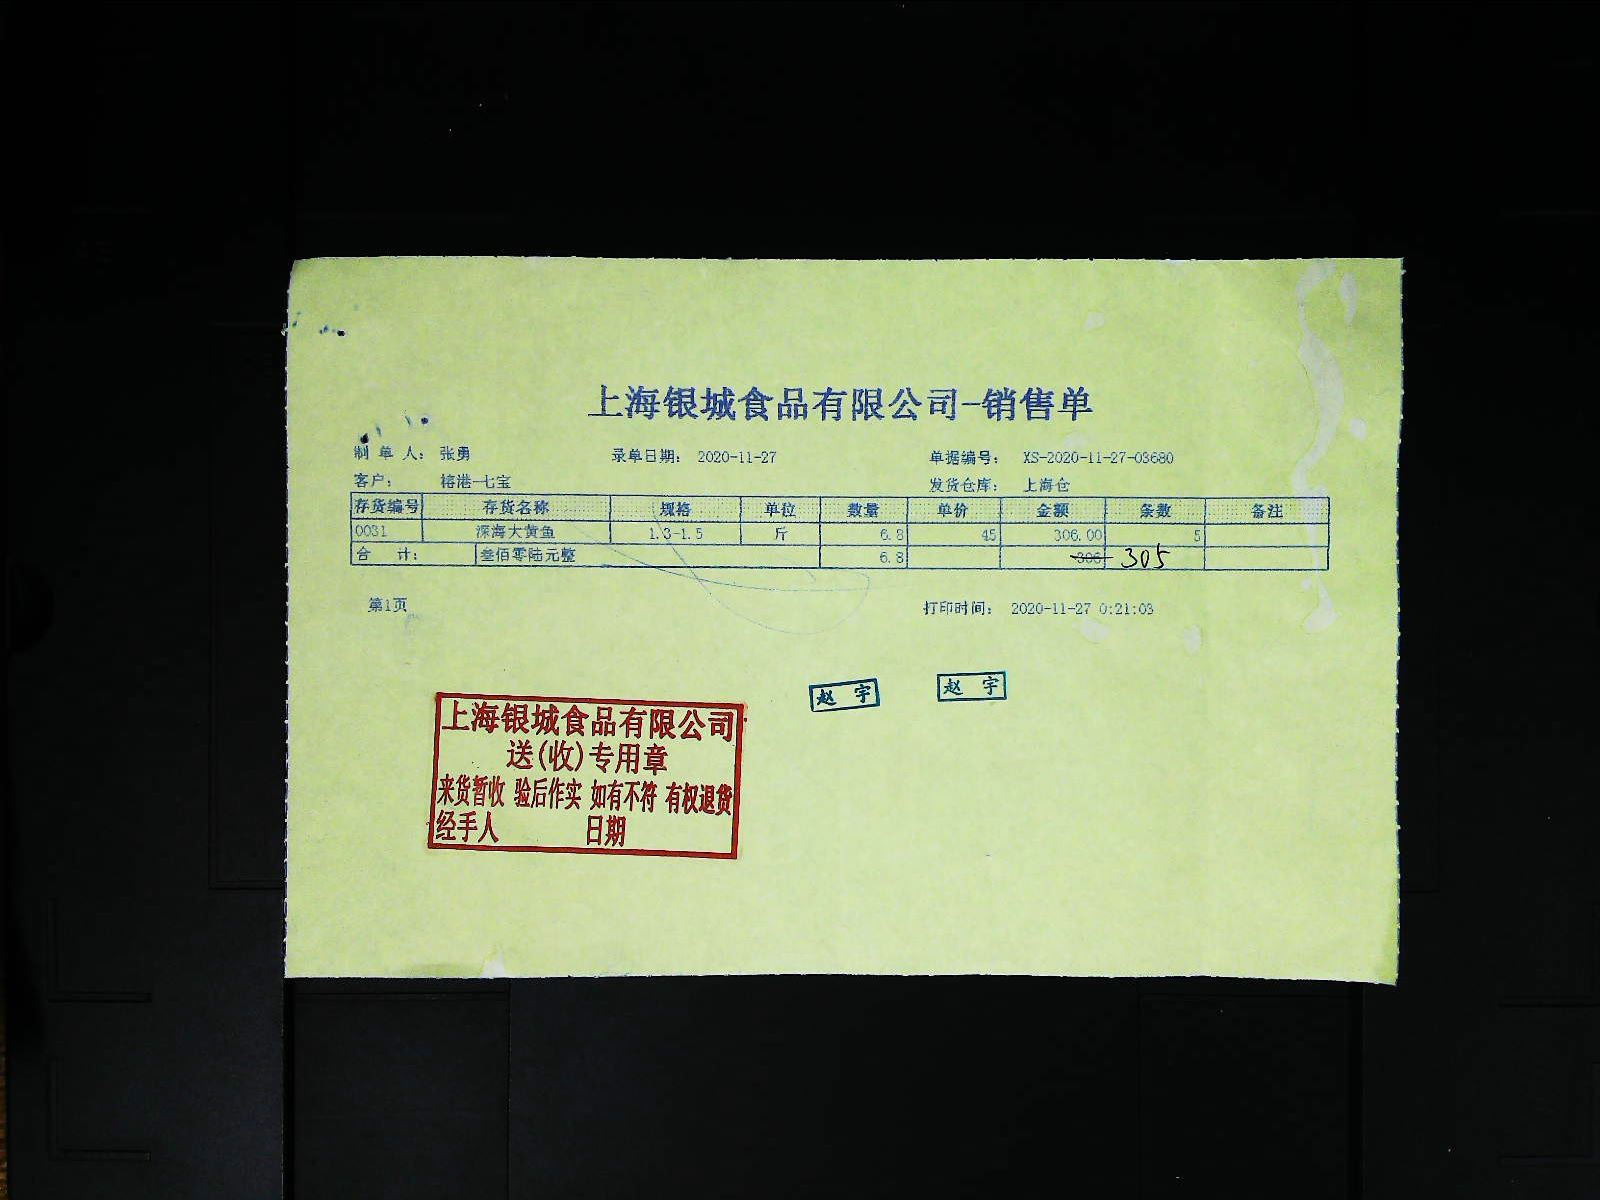 上海银城食品有限公司-销售单
制 单 人： 张勇 录单日期： 2020-11-27 单据编号： XS-2020-11-27-03680
客户： 榕港-七宝 发货仓库： 上海仓
存货编号 存货名称 规格 单位 数量 单价 金额 条数 备注
0031 深海大黄鱼 1.3-1.5 斤 6.8 45 306.00 5
合 计： 叁佰零陆元整 6.8 306 305
第1页 打印时间： 2020-11-27 0:21:03
赵 宇 赵 宇
上海银城食品有限公司
送(收)专用章
来货暂收 验后作实 如有不符 有权退货
经手人 日期